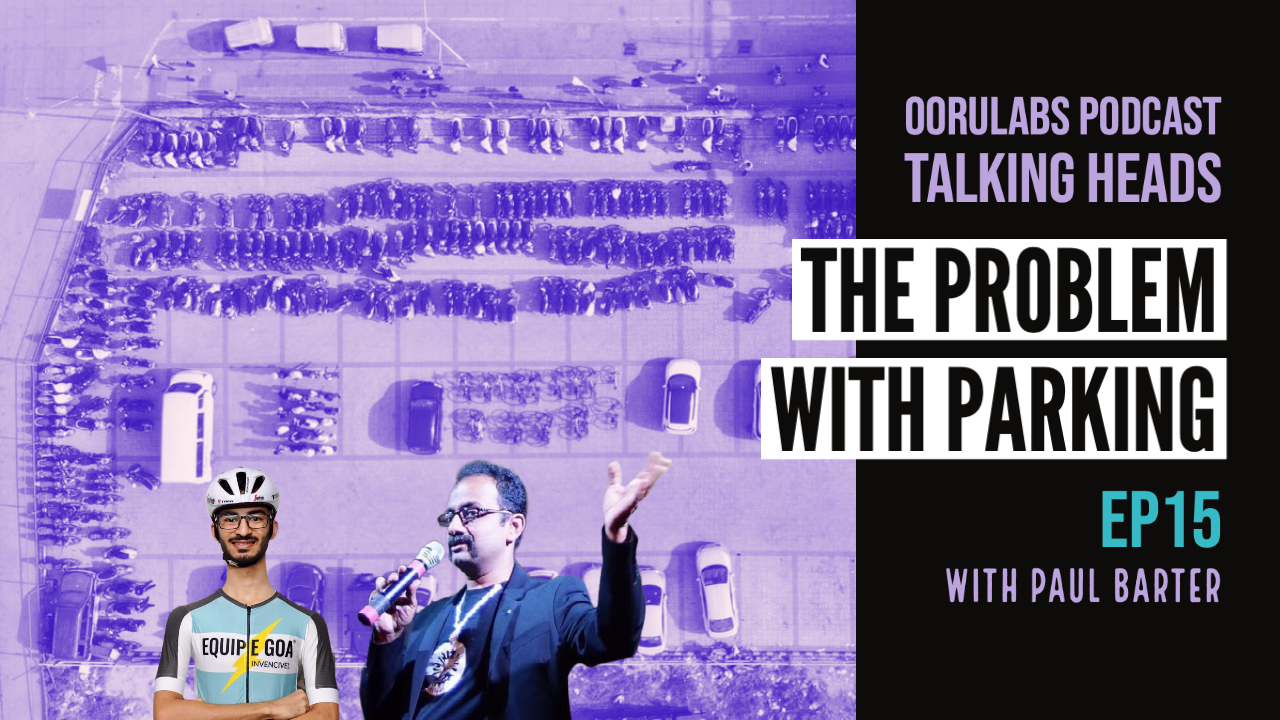 OORULABS PODCAST
TALKING HEADS
THE PROBLEM
WITH PARKING
EP15
WITH PAUL BARTER
EQUIPE GOA
INVENCIVEL